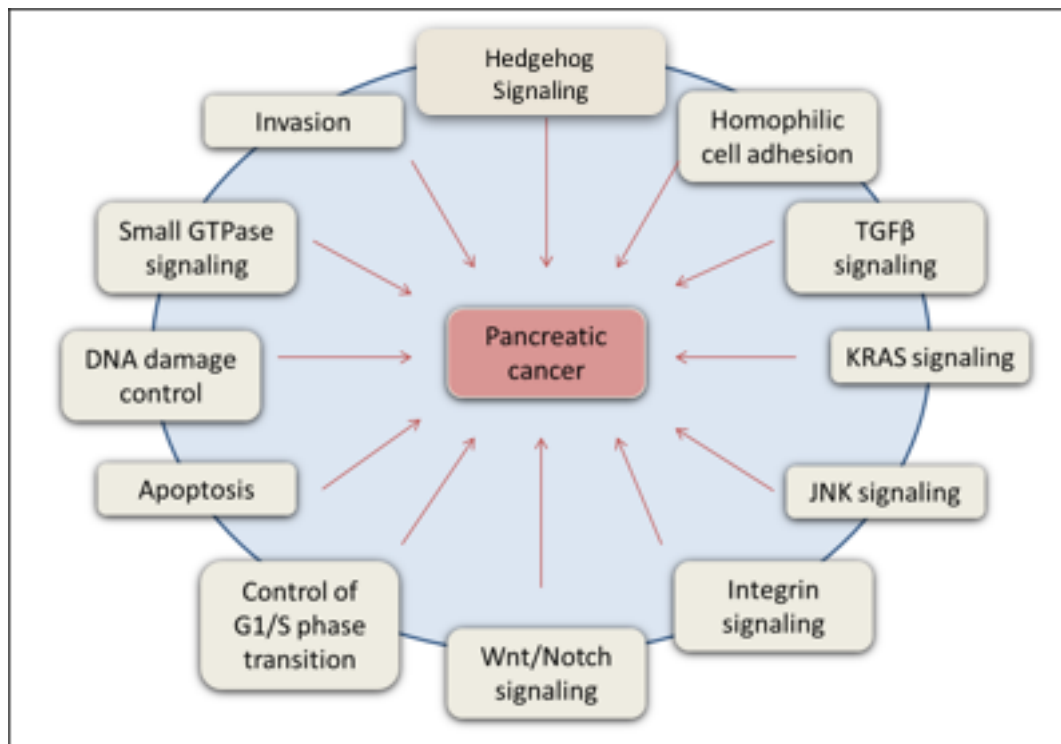 Hedgehog
Signaling
Invasion
Homophilic
cell adhesion
Small GTPase
signaling
TGFβ
signaling
Pancreatic
cancer
DNA damage
control
KRAS signaling
Apoptosis
JNK signaling
Control of
G1/S phase
transition
Integrin
signaling
Wnt/Notch
signaling